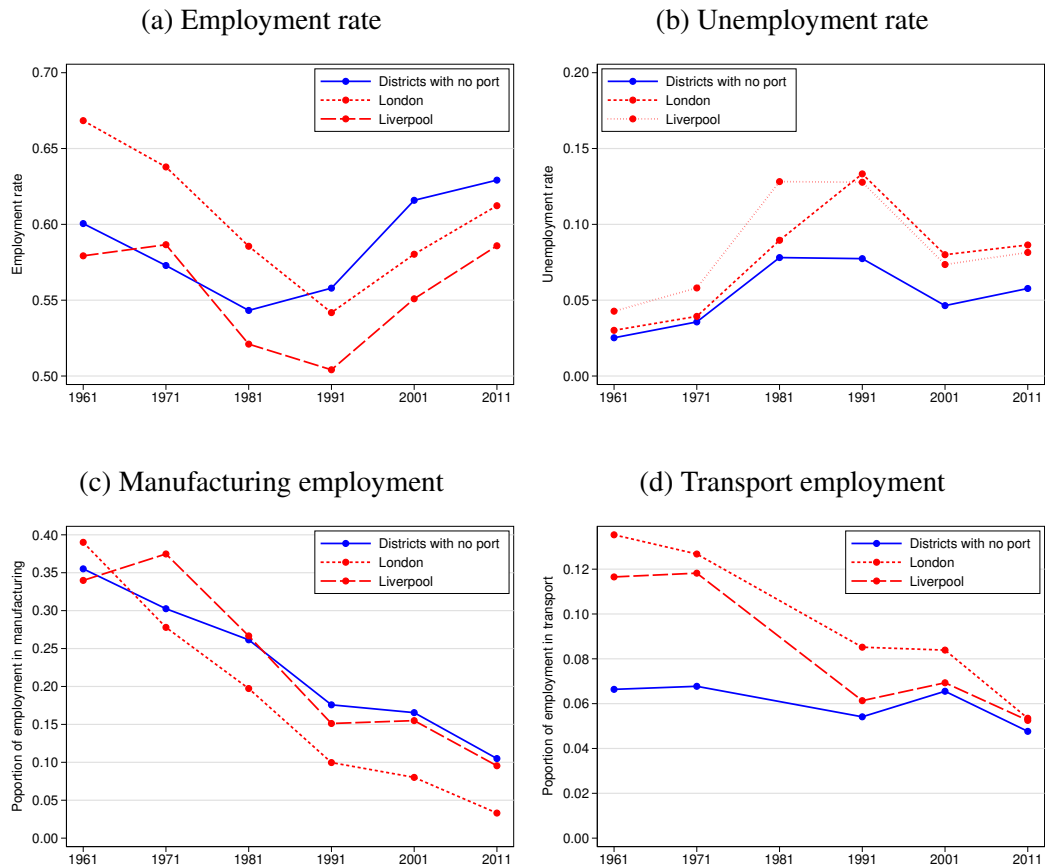 (a) Employment rate
0.70
0.65
0.60
0.55
0.50
Employment rate
Districts with no port
London
Liverpool
1961 1971 1981 1991 2001 2011
(b) Unemployment rate
0.20
0.15
0.10
0.05
0.00
Unemployment rate
Districts with no port
London
Liverpool
1961 1971 1981 1991 2001 2011
(c) Manufacturing employment
0.40
0.35
0.30
0.25
0.20
0.15
0.10
0.05
0.00
Poportion of employment in manufacturing
Districts with no port
London
Liverpool
1961 1971 1981 1991 2001 2011
(d) Transport employment
0.12
0.10
0.08
0.06
0.04
0.02
0.00
Poportion of employment in transport
Districts with no port
London
Liverpool
1961 1971 1981 1991 2001 2011